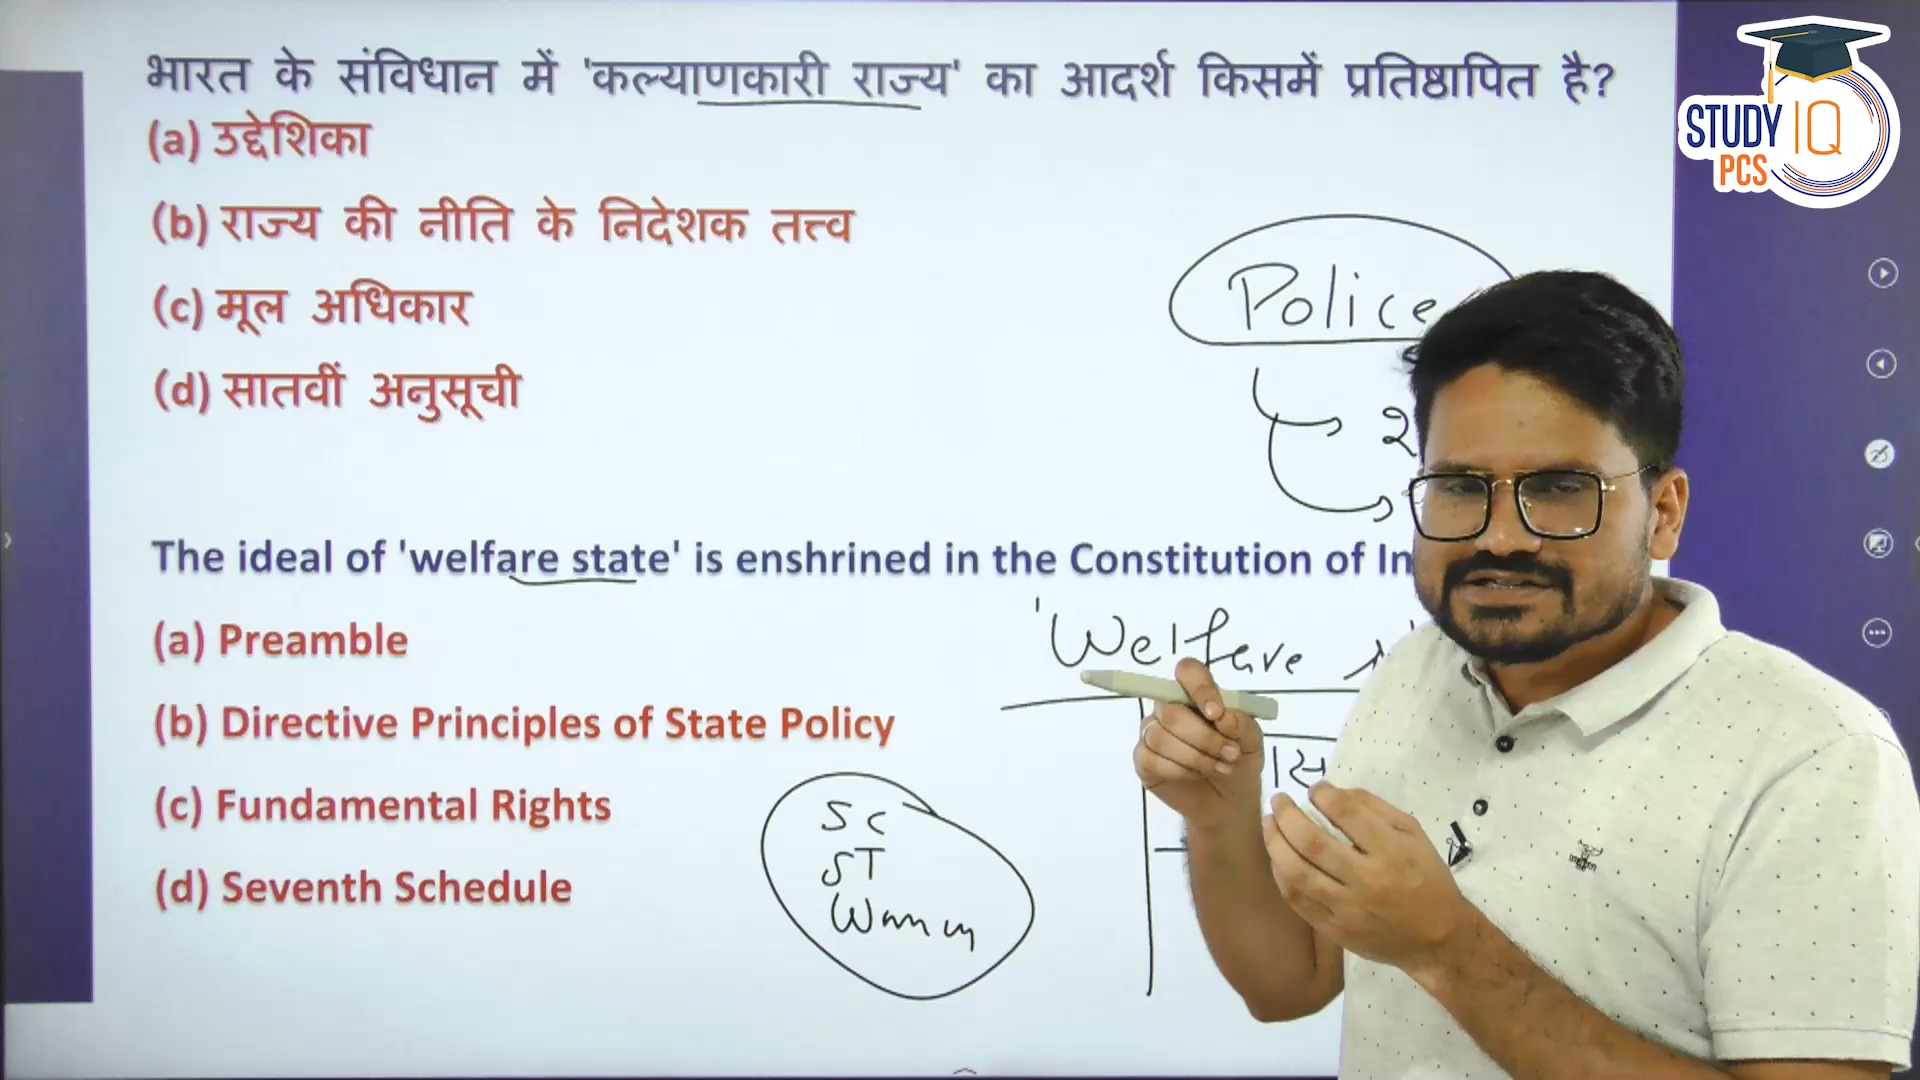 भारत के संविधान में 'कल्याणकारी राज्य' का आदर्श किसमें प्रतिष्ठापित है?
(a) उद्देशिका
(b) राज्य की नीति के निदेशक तत्त्व
(c) मूल अधिकार
(d) सातवीं अनुसूची
STUDY IQ
PCS
Police
The ideal of 'welfare state' is enshrined in the Constitution of In
'Welfare
(a) Preamble
(b) Directive Principles of State Policy
(c) Fundamental Rights
(d) Seventh Schedule
SC
ST
Women